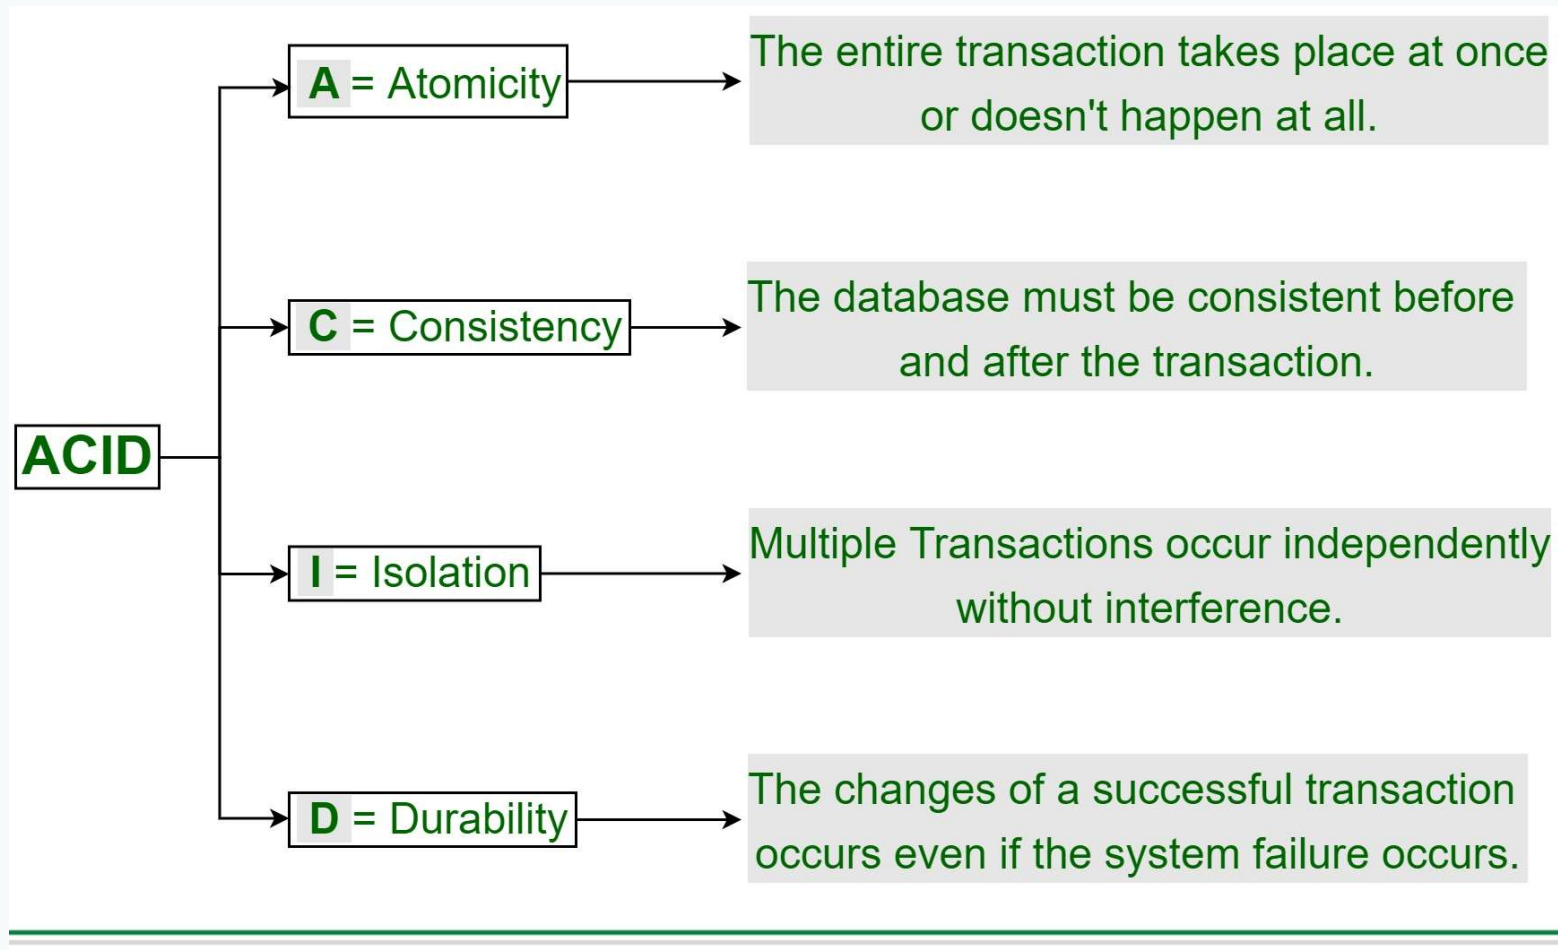 A = Atomicity
The entire transaction takes place at once
or doesn't happen at all.
C = Consistency
The database must be consistent before
and after the transaction.
ACID
I = Isolation
Multiple Transactions occur independently
without interference.
D = Durability
The changes of a successful transaction
occurs even if the system failure occurs.